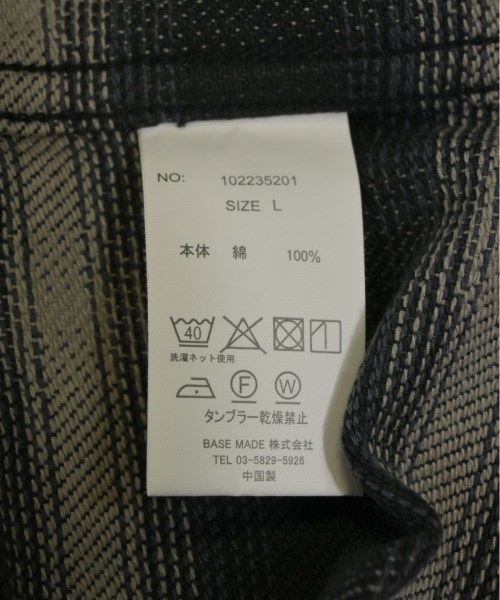 NO: 102235201
SIZE L
本体 綿 100%
40
洗濯ネット使用
F W
タンブラー乾燥禁止
BASE MADE 株式会社
TEL 03-5829-5926
中国製